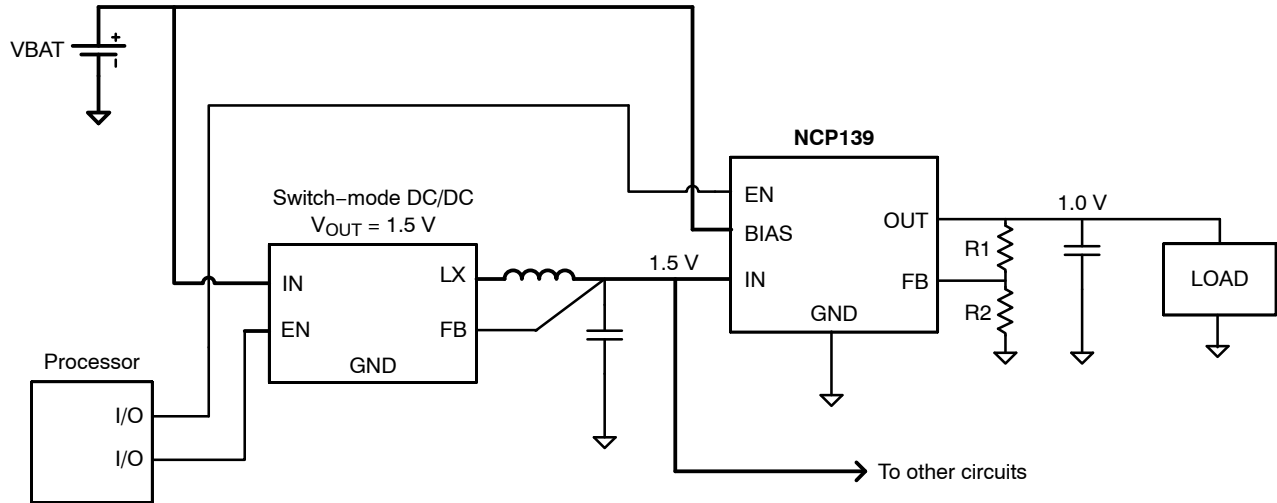 VBAT
+
NCP139
Switch−mode DC/DC
VOUT = 1.5 V
EN
BIAS
IN
GND
OUT
FB
1.0 V
R1
R2
LOAD
1.5 V
IN
EN
LX
FB
GND
Processor
I/O
I/O
To other circuits